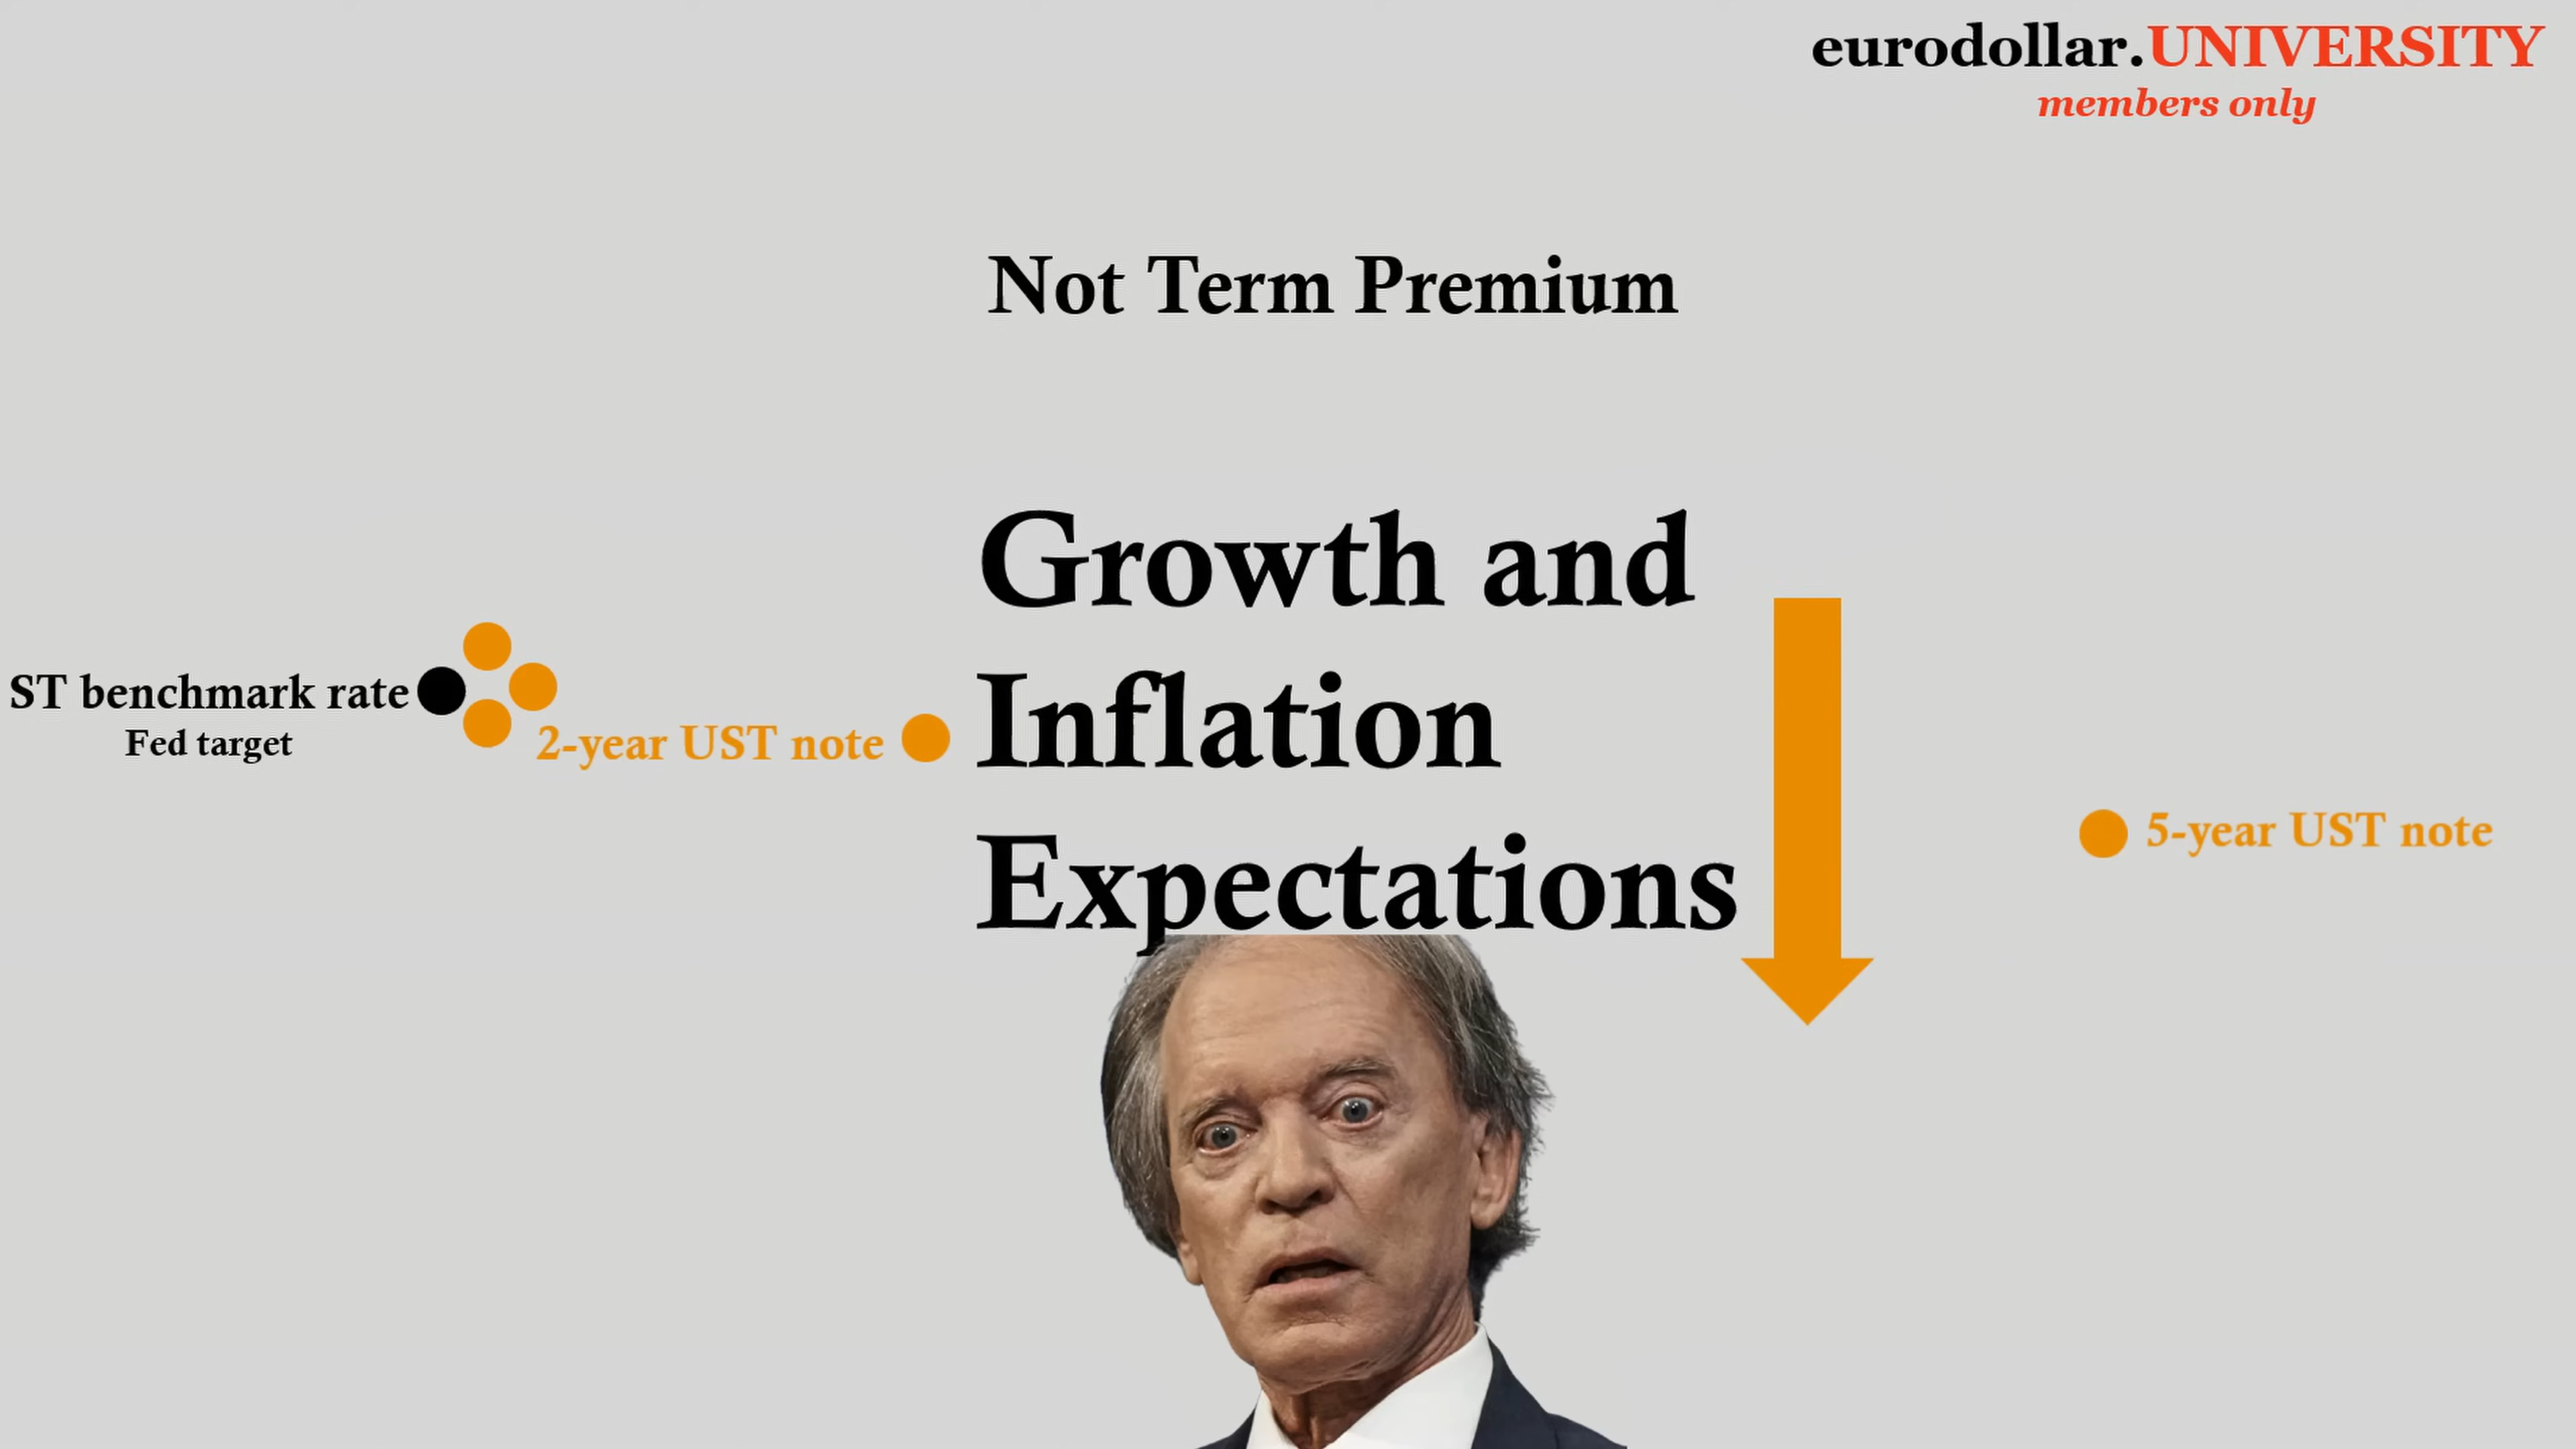 eurodollar.UNIVERSITY
members only
Not Term Premium
Growth and
Inflation
Expectations
ST benchmark rate
Fed target
2-year UST note
5-year UST note